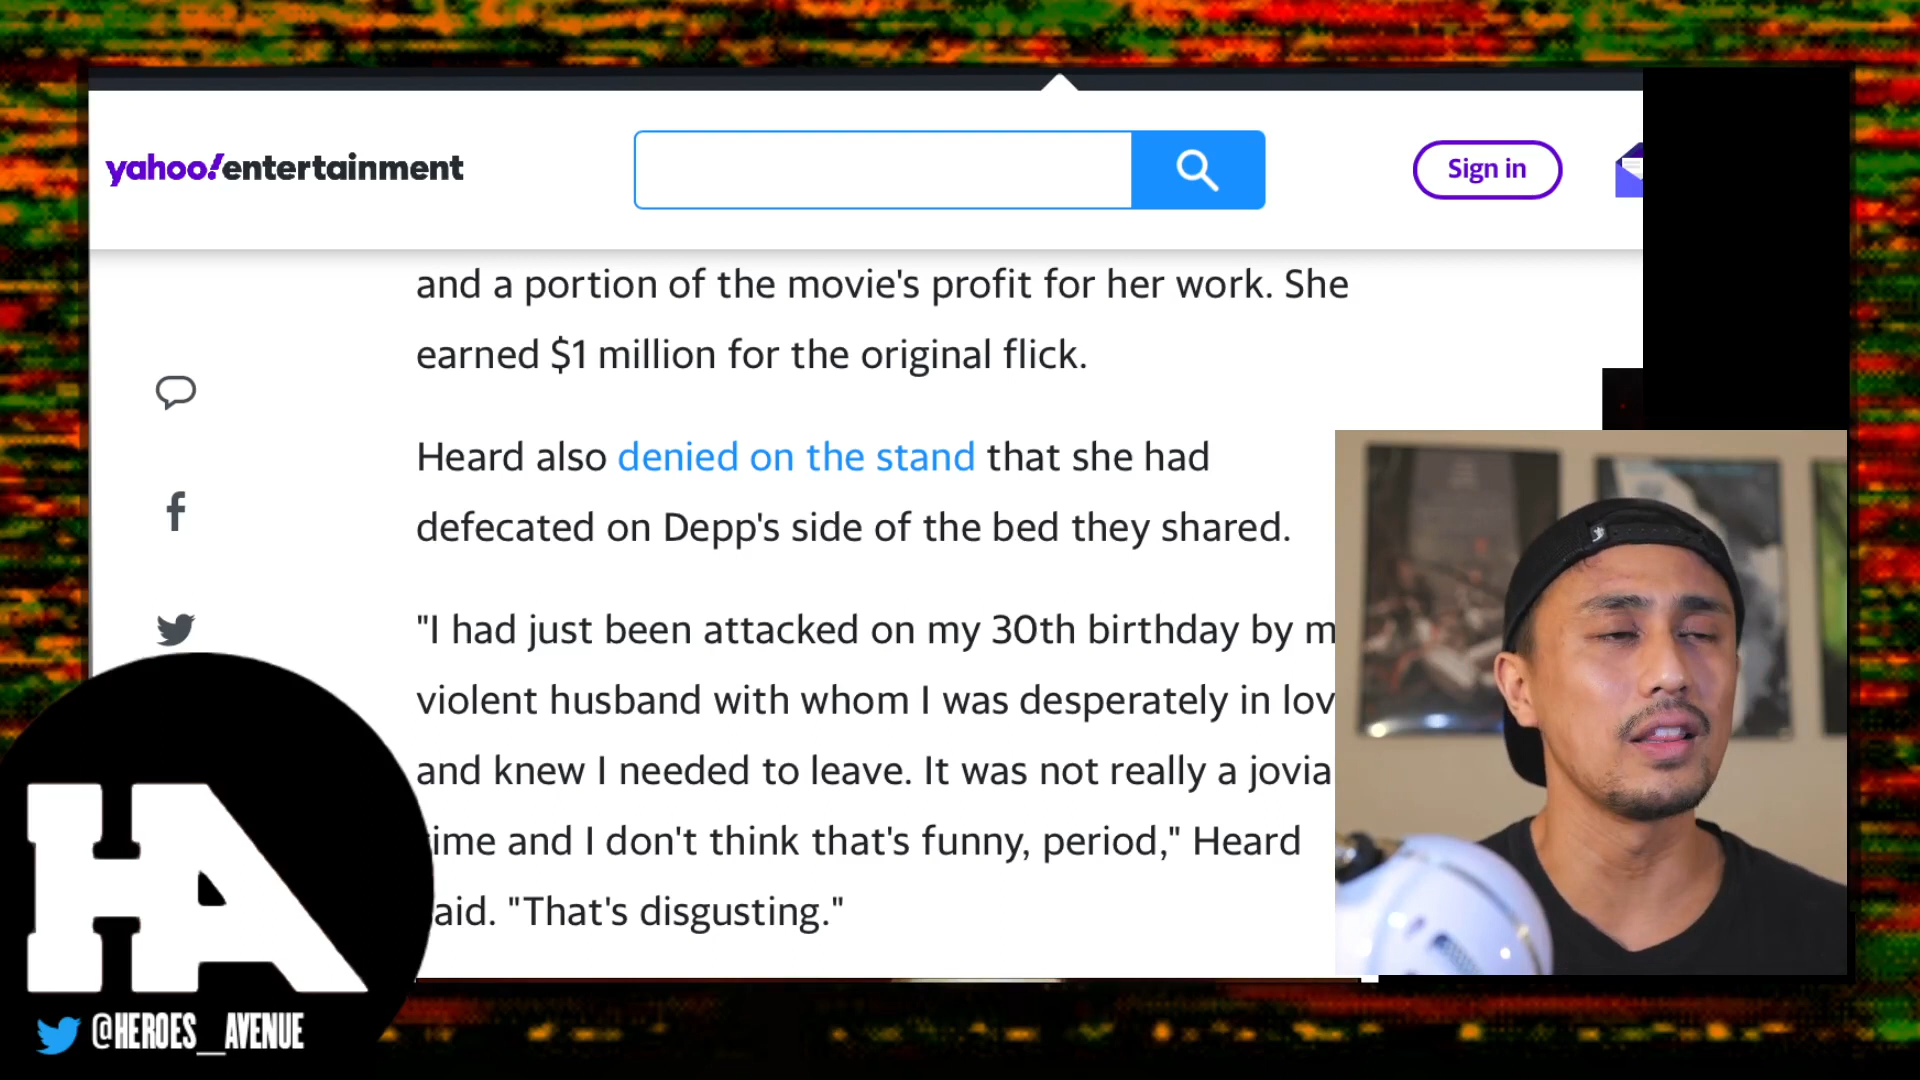 yahoo!entertainment
Sign in
and a portion of the movie's profit for her work. She
earned $1 million for the original flick.
Heard also denied on the stand that she had
defecated on Depp's side of the bed they shared.
"I had just been attacked on my 30th birthday by m
violent husband with whom I was desperately in lov
and knew I needed to leave. It was not really a jovia
ime and I don't think that's funny, period," Heard
aid. "That's disgusting."
HA
@HEROES__AVENUE